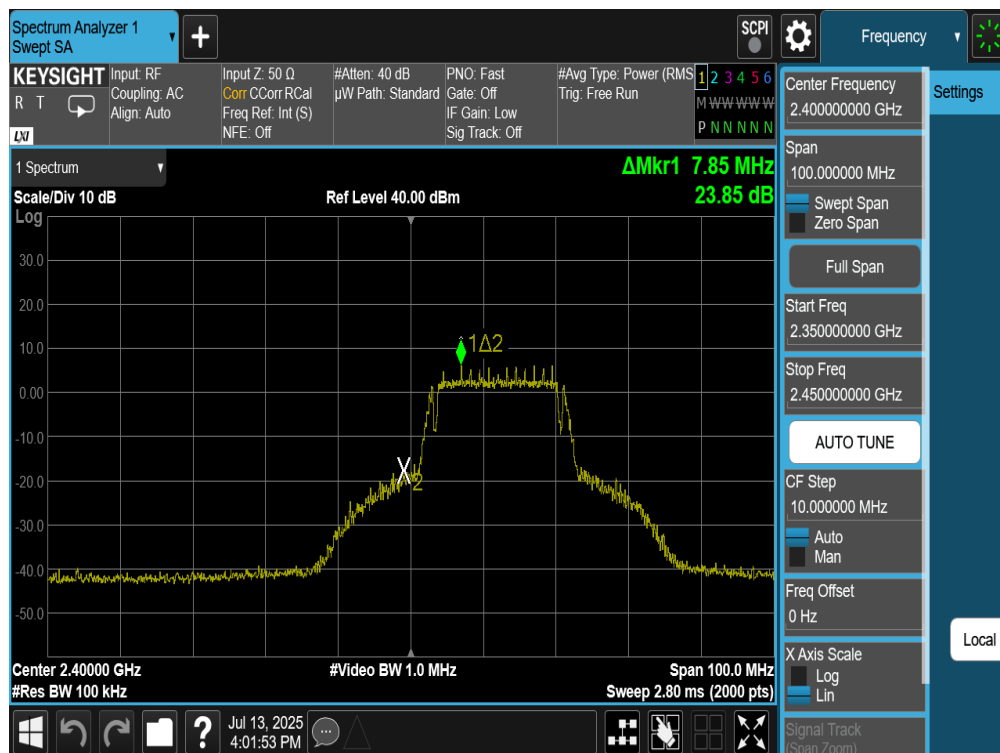 Spectrum Analyzer 1
Swept SA
+
SCPI
Frequency
KEYSIGHT
R T
LXI
Input: RF
Coupling: AC
Align: Auto
Input Z: 50 Ω
Corr CCorr RCal
Freq Ref: Int (S)
NFE: Off
#Atten: 40 dB
µW Path: Standard
PNO: Fast
Gate: Off
IF Gain: Low
Sig Track: Off
#Avg Type: Power (RMS
Trig: Free Run
1 2 3 4 5 6
M W W W W W
P N N N N N
1 Spectrum
ΔMkr1 7.85 MHz
23.85 dB
Scale/Div 10 dB
Ref Level 40.00 dBm
Log
30.0
20.0
10.0
0.00
-10.0
-20.0
-30.0
-40.0
-50.0
1Δ2
X
2
Center 2.40000 GHz
#Video BW 1.0 MHz
Span 100.0 MHz
#Res BW 100 kHz
Sweep 2.80 ms (2000 pts)
Center Frequency
2.400000000 GHz
Span
100.000000 MHz
Swept Span
Zero Span
Full Span
Start Freq
2.350000000 GHz
Stop Freq
2.450000000 GHz
AUTO TUNE
CF Step
10.000000 MHz
Auto
Man
Freq Offset
0 Hz
X Axis Scale
Log
Lin
Signal Track
(Span Zoom)
Settings
Local
?
Jul 13, 2025
4:01:53 PM